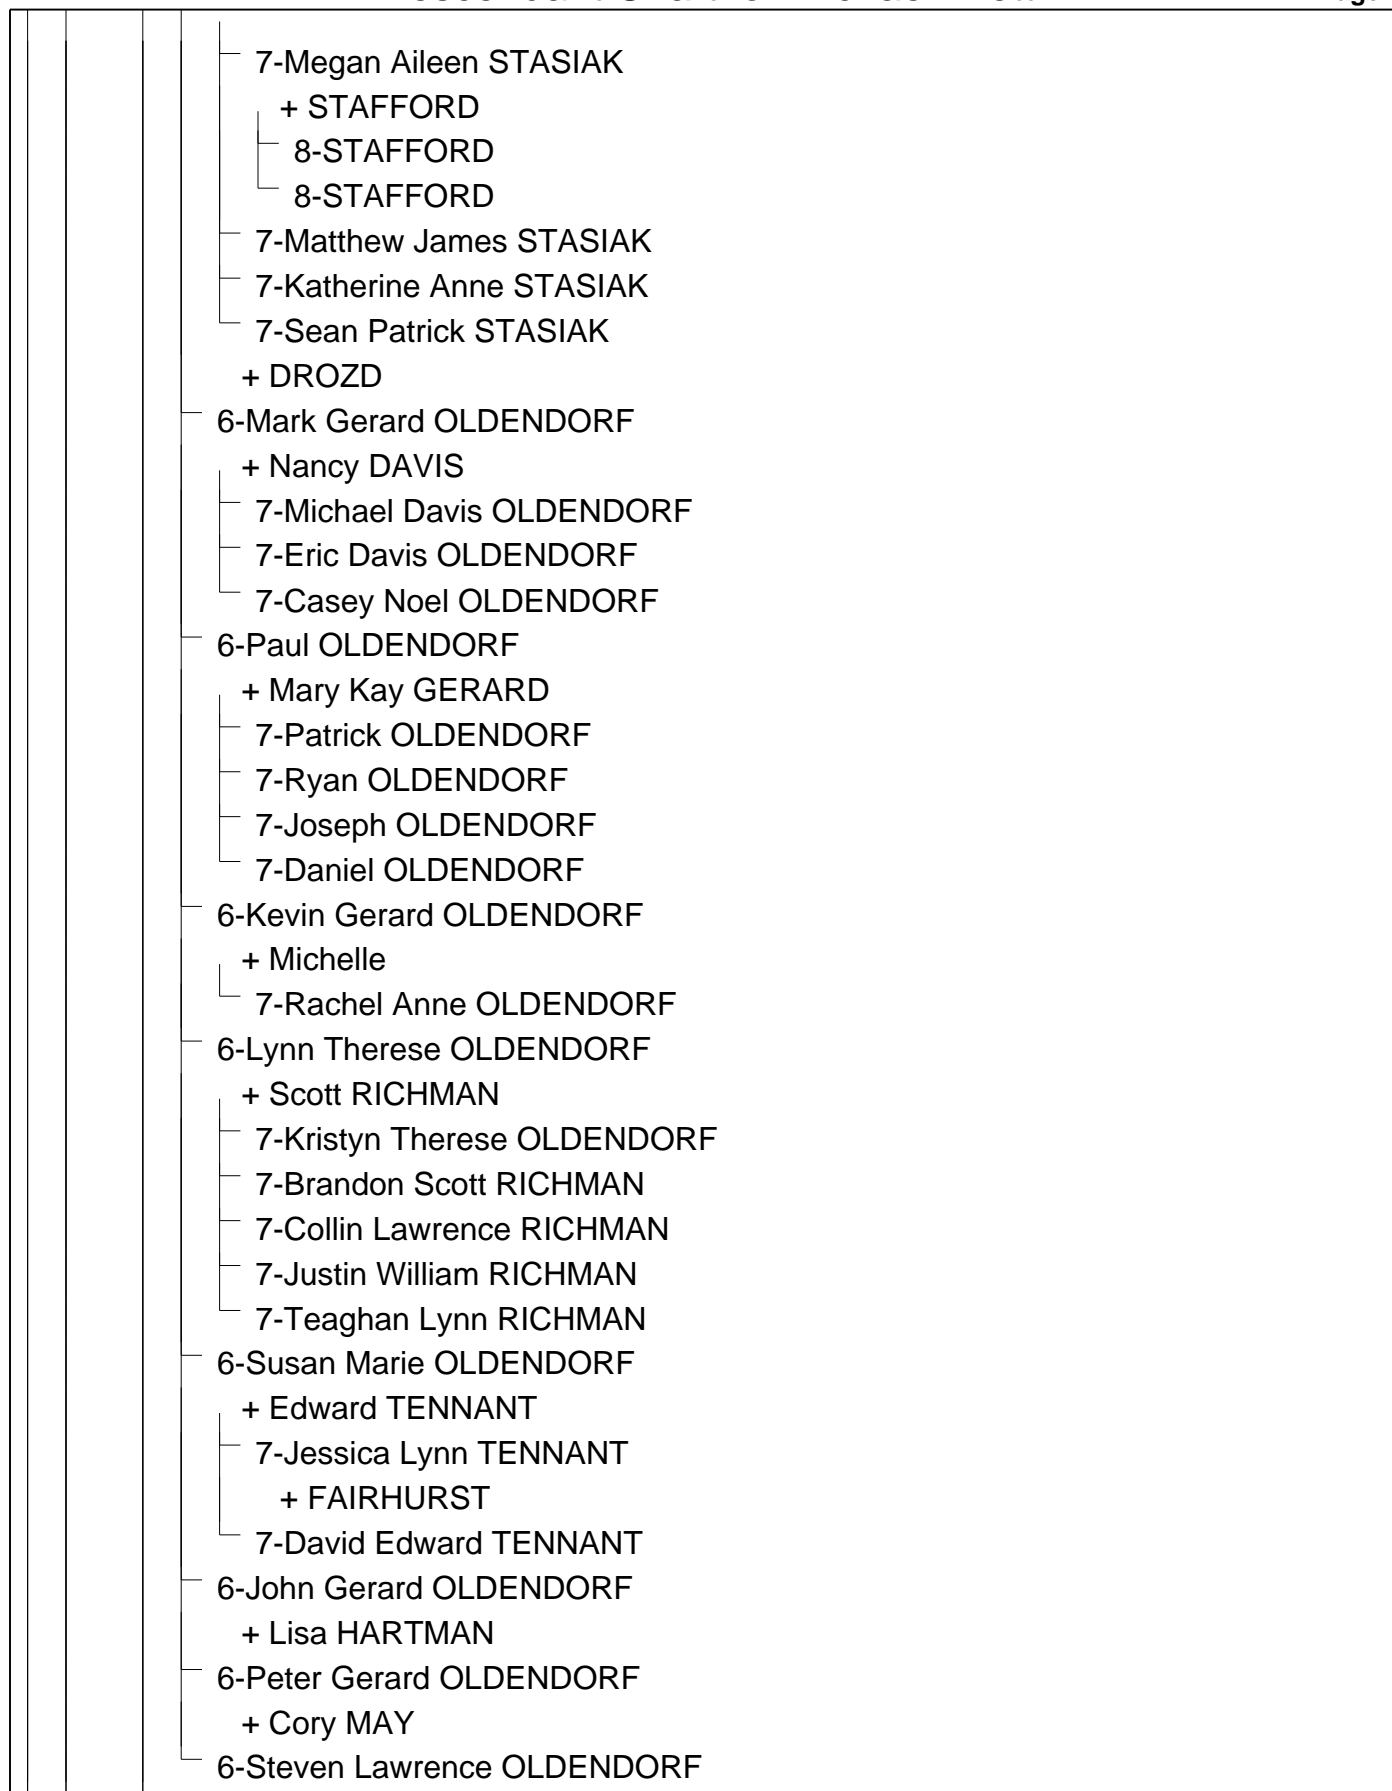 7-Megan Aileen STASIAK
+ STAFFORD
8-STAFFORD
8-STAFFORD
7-Matthew James STASIAK
7-Katherine Anne STASIAK
7-Sean Patrick STASIAK
+ DROZD
6-Mark Gerard OLDENDORF
+ Nancy DAVIS
7-Michael Davis OLDENDORF
7-Eric Davis OLDENDORF
7-Casey Noel OLDENDORF
6-Paul OLDENDORF
+ Mary Kay GERARD
7-Patrick OLDENDORF
7-Ryan OLDENDORF
7-Joseph OLDENDORF
7-Daniel OLDENDORF
6-Kevin Gerard OLDENDORF
+ Michelle
7-Rachel Anne OLDENDORF
6-Lynn Therese OLDENDORF
+ Scott RICHMAN
7-Kristyn Therese OLDENDORF
7-Brandon Scott RICHMAN
7-Collin Lawrence RICHMAN
7-Justin William RICHMAN
7-Teaghan Lynn RICHMAN
6-Susan Marie OLDENDORF
+ Edward TENNANT
7-Jessica Lynn TENNANT
+ FAIRHURST
7-David Edward TENNANT
6-John Gerard OLDENDORF
+ Lisa HARTMAN
6-Peter Gerard OLDENDORF
+ Cory MAY
6-Steven Lawrence OLDENDORF